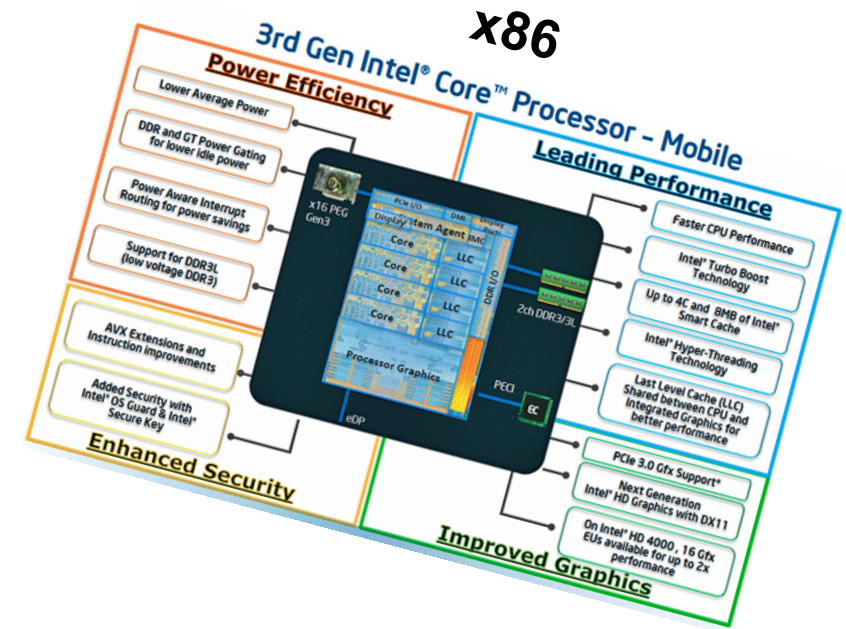 x86
3rd Gen Intel® Core™ Processor – Mobile
Power Efficiency
Lower Average Power
DDR and GT Power Gating
for lower idle power
Power Aware Interrupt
Routing for power savings
Support for DDR3L
(low voltage DDR3)
AVX Extensions and
Instruction improvements
Added Security with
Intel® OS Guard & Intel®
Secure Key
Enhanced Security
x16 PEG
Gen3
PCIe I/O
DMI
Display
Port
Display
tem Agent
IMC
Core
LLC
Core
LLC
Core
LLC
Core
LLC
DDR I/O
Processor Graphics
2ch DDR3/3L
PECI
EC
eDP
Leading Performance
Faster CPU Performance
Intel® Turbo Boost
Technology
Up to 4C and 8MB of Intel®
Smart Cache
Intel® Hyper-Threading
Technology
Last Level Cache (LLC)
Shared between CPU and
Integrated Graphics for
better performance
PCIe 3.0 Gfx Support*
Next Generation
Intel® HD Graphics with DX11
On Intel® HD 4000 , 16 Gfx
EUs available for up to 2x
performance
Improved Graphics